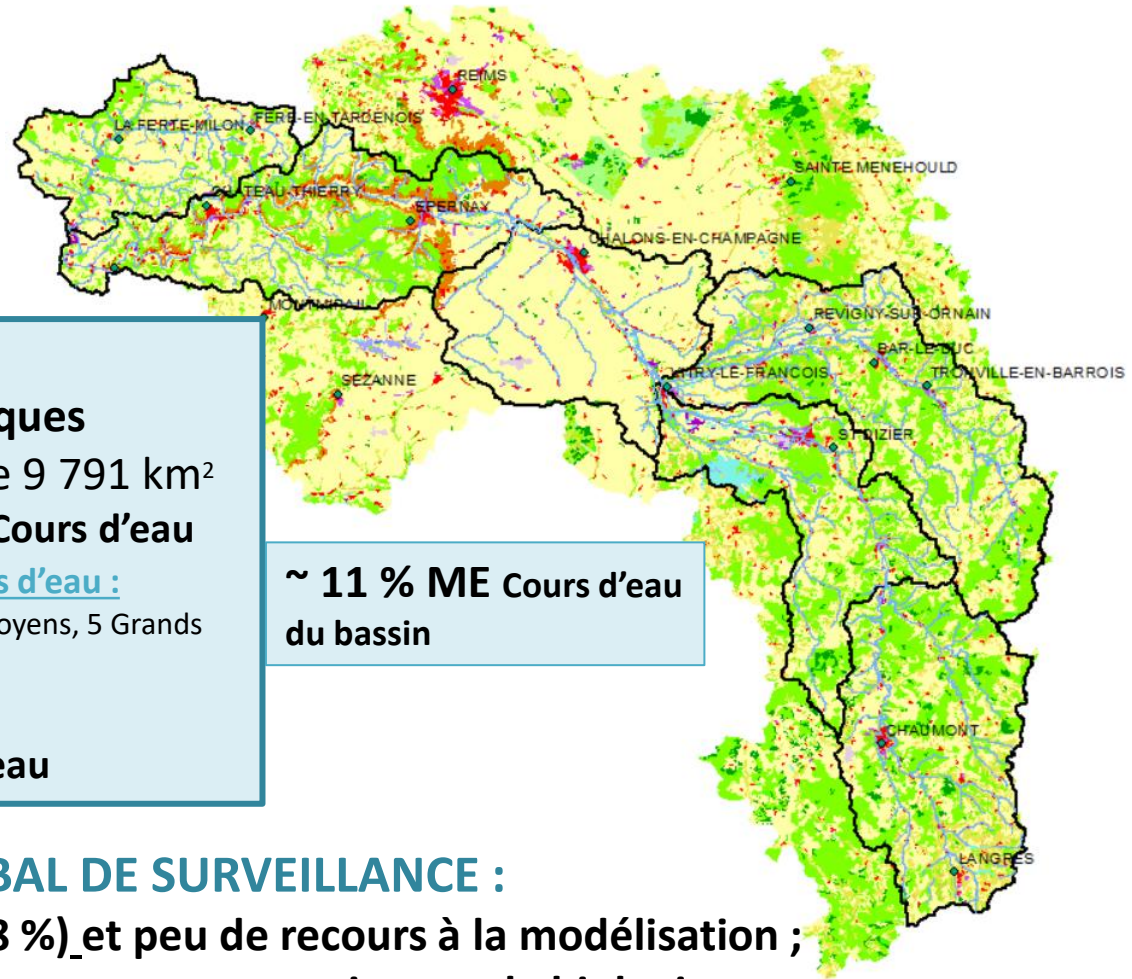 REIMS
LA FERTE-MILON
FERE-EN-TARDENOIS
SAINTE MENEHOULD
CHATEAU-THIERRY
EPERNAY
CHALONS-EN-CHAMPAGNE
MONTMIRAIL
REVIGNY-SUR-ORNAIN
BAR-LE-DUC
SEZANNE
VITRY-LE-FRANCOIS
TRONVILLE-EN-BARROIS
ST-DIZIER
ques
e 9 791 km²
Cours d'eau
s d'eau :
oyens, 5 Grands
eau
~ 11 % ME Cours d'eau
du bassin
CHAUMONT
LANGRES
BAL DE SURVEILLANCE :
8 %) et peu de recours à la modélisation ;